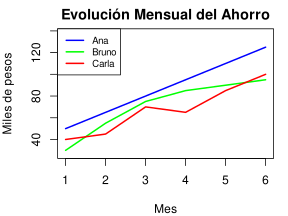 Evolución Mensual del Ahorro
Miles de pesos
40
80
120
Ana
Bruno
Carla
1 2 3 4 5 6
Mes